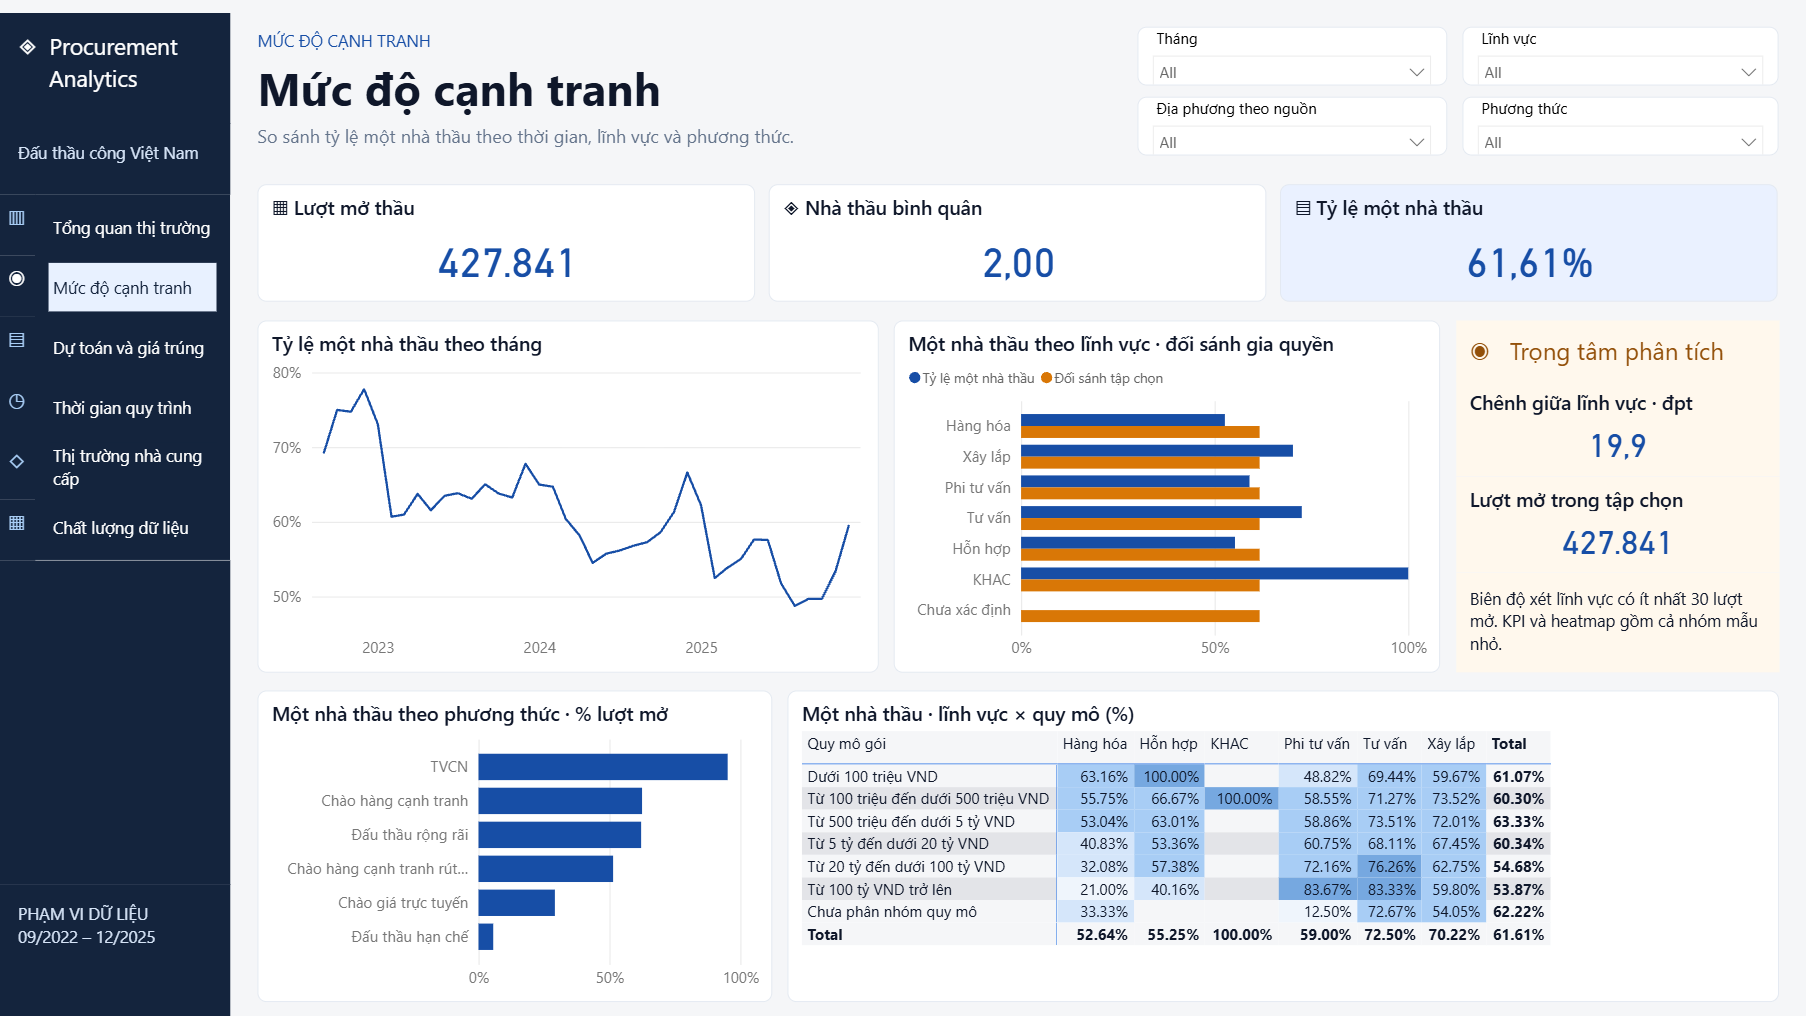 Procurement
Analytics
Đấu thầu công Việt Nam
Tổng quan thị trường
Mức độ cạnh tranh
Dự toán và giá trúng
Thời gian quy trình
Thị trường nhà cung
cấp
Chất lượng dữ liệu
PHẠM VI DỮ LIỆU
09/2022 – 12/2025
MỨC ĐỘ CẠNH TRANH
Mức độ cạnh tranh
So sánh tỷ lệ một nhà thầu theo thời gian, lĩnh vực và phương thức.
Tháng
All
Lĩnh vực
All
Địa phương theo nguồn
All
Phương thức
All
Lượt mở thầu
427.841
Nhà thầu bình quân
2,00
Tỷ lệ một nhà thầu
61,61%
Tỷ lệ một nhà thầu theo tháng
80%
70%
60%
50%
2023 2024 2025
Một nhà thầu theo lĩnh vực · đối sánh gia quyền
Tỷ lệ một nhà thầu Đối sánh tập chọn
Hàng hóa
Xây lắp
Phi tư vấn
Tư vấn
Hỗn hợp
KHAC
Chưa xác định
0% 50% 100%
Trọng tâm phân tích
Chênh giữa lĩnh vực · đpt
19,9
Lượt mở trong tập chọn
427.841
Biên độ xét lĩnh vực có ít nhất 30 lượt
mở. KPI và heatmap gồm cả nhóm mẫu
nhỏ.
Một nhà thầu theo phương thức · % lượt mở
TVCN
Chào hàng cạnh tranh
Đấu thầu rộng rãi
Chào hàng cạnh tranh rút...
Chào giá trực tuyến
Đấu thầu hạn chế
0% 50% 100%
Một nhà thầu · lĩnh vực × quy mô (%)
Quy mô gói Hàng hóa Hỗn hợp KHAC Phi tư vấn Tư vấn Xây lắp Total
Dưới 100 triệu VND 63.16% 100.00% 48.82% 69.44% 59.67% 61.07%
Từ 100 triệu đến dưới 500 triệu VND 55.75% 66.67% 100.00% 58.55% 71.27% 73.52% 60.30%
Từ 500 triệu đến dưới 5 tỷ VND 53.04% 63.01% 58.86% 73.51% 72.01% 63.33%
Từ 5 tỷ đến dưới 20 tỷ VND 40.83% 53.36% 60.75% 68.11% 67.45% 60.34%
Từ 20 tỷ đến dưới 100 tỷ VND 32.08% 57.38% 72.16% 76.26% 62.75% 54.68%
Từ 100 tỷ VND trở lên 21.00% 40.16% 83.67% 83.33% 59.80% 53.87%
Chưa phân nhóm quy mô 33.33% 12.50% 72.67% 54.05% 62.22%
Total 52.64% 55.25% 100.00% 59.00% 72.50% 70.22% 61.61%